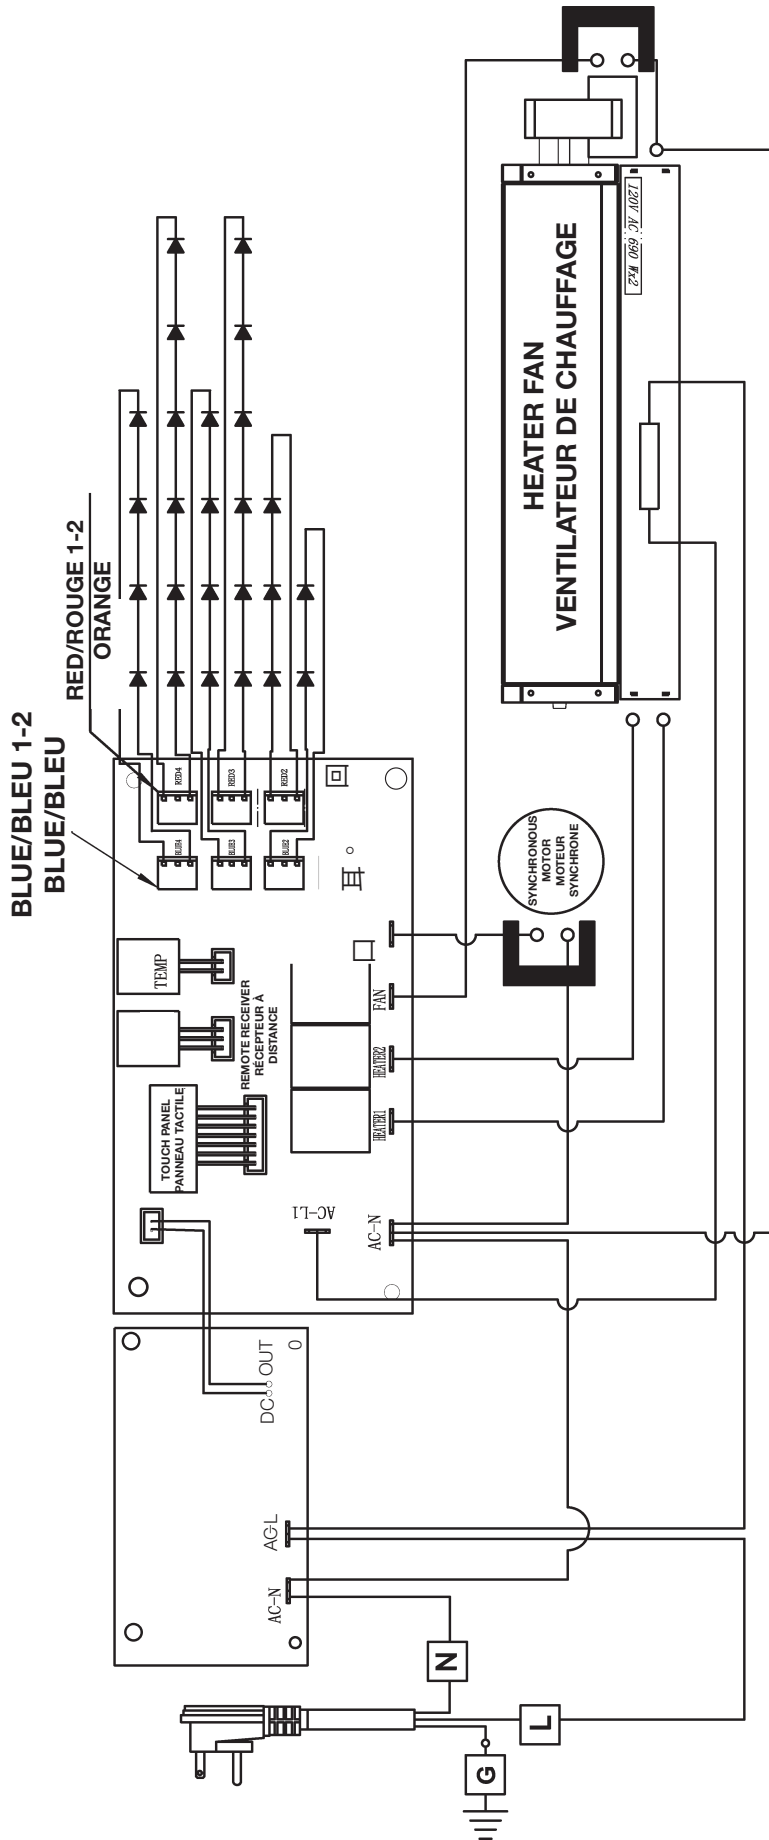 BLUE/BLEU 1-2
BLUE/BLEU
RED/ROUGE 1-2
ORANGE
HEATER FAN
VENTILATEUR DE CHAUFFAGE
120V AC 690 Wx2
RED4
RED3
RED2
BLUE4
BLUE3
BLUE2
SYNCHRONOUS
MOTOR
MOTEUR
SYNCHRONE
TEMP
REMOTE RECEIVER
RÉCEPTEUR À
DISTANCE
TOUCH PANEL
PANNEAU TACTILE
FAN
HEATER2
HEATER1
AC-L1
AC-N
DC OUT
0
AC-L
AC-N
N
L
G